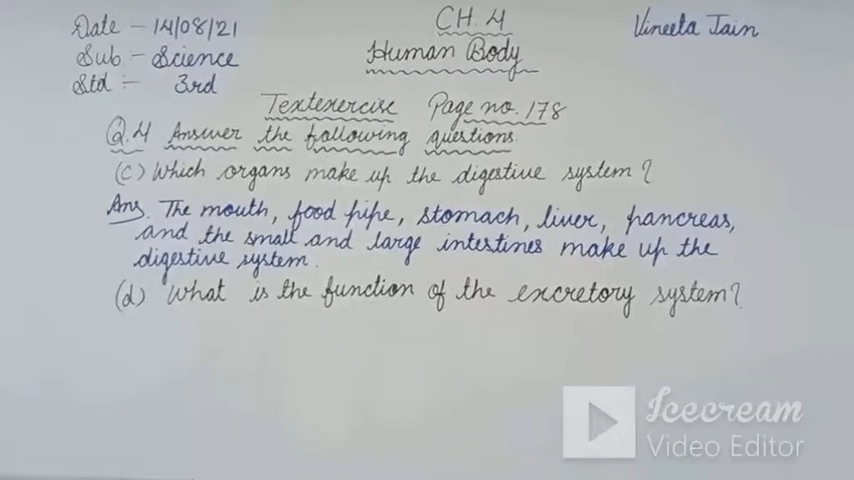 Date - 14/08/21
CH. 4
Vineeta Jain
Sub - Science
Human Body
Std :- 3rd
Textexercise Page no. 178
Q.4 Answer the following questions.
(c) Which organs make up the digestive system?
Ans. The mouth, food pipe, stomach, liver, pancreas,
and the small and large intestines make up the
digestive system.
(d) What is the function of the excretory system?
Icecream
Video Editor